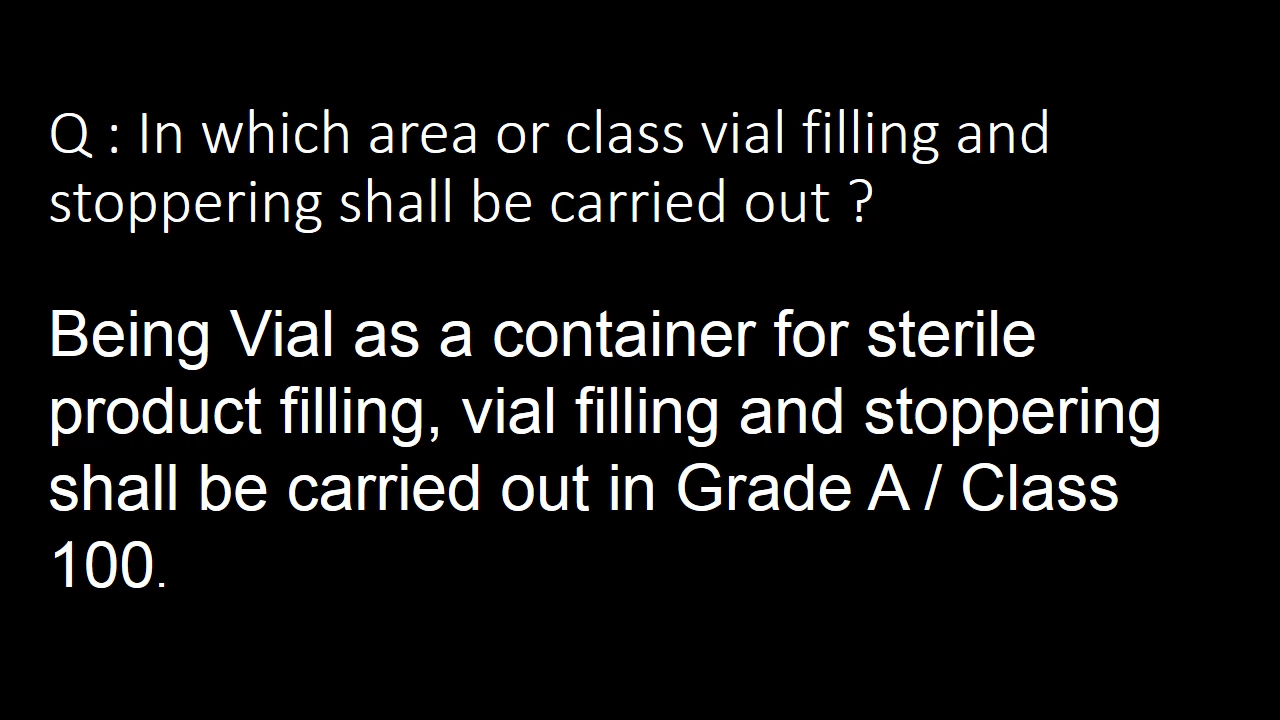 Q : In which area or class vial filling and
stoppering shall be carried out ?
Being Vial as a container for sterile
product filling, vial filling and stoppering
shall be carried out in Grade A / Class
100.